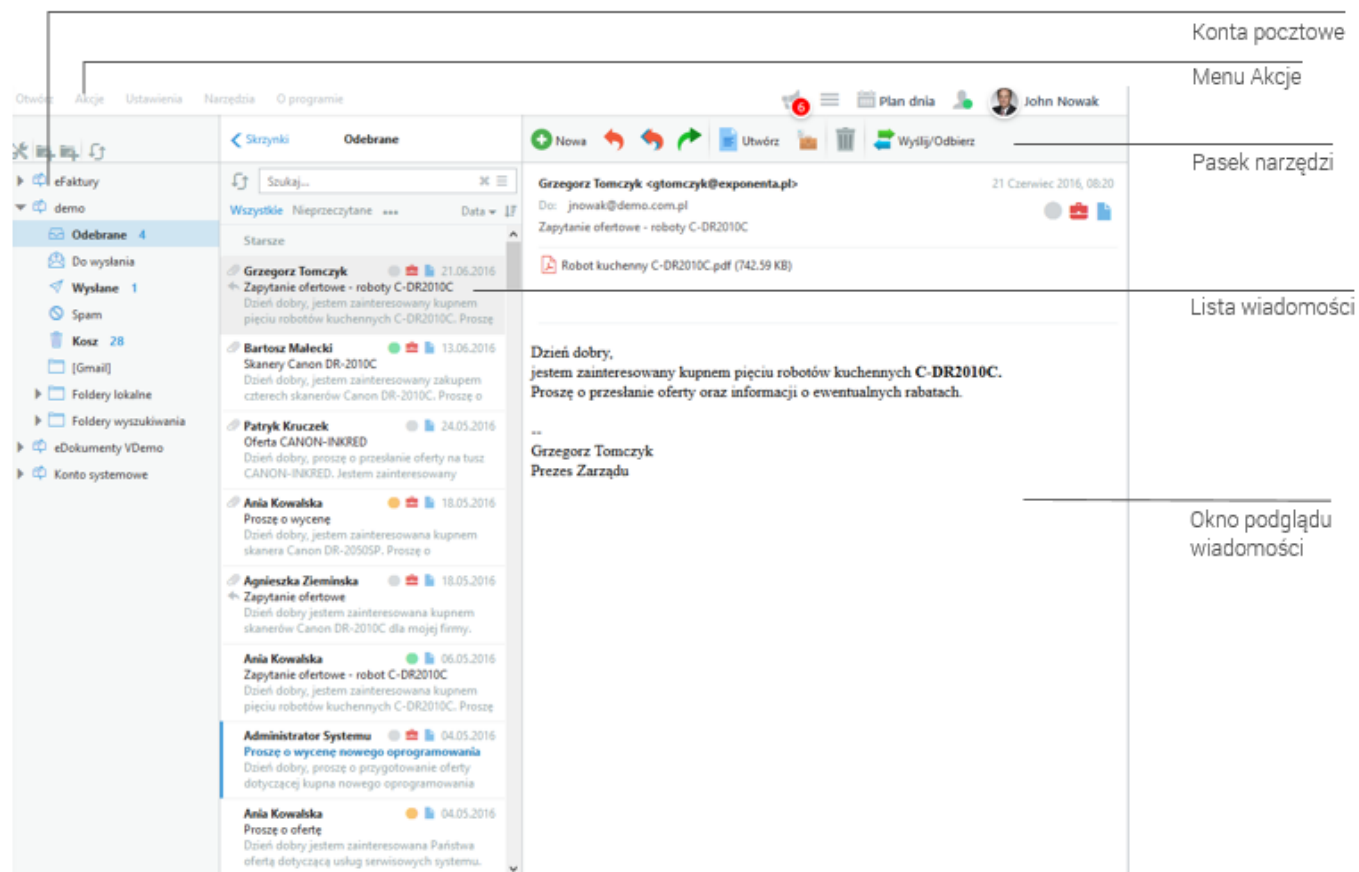 Konta pocztowe
Menu Akcje
Otwórz Akcje Ustawienia Narzędzia O programie
6 Plan dnia John Nowak
Skrzynki Odebrane
Nowa Utwórz Wyślij/Odbierz
Pasek narzędzi
eFaktury
demo
Odebrane 4
Do wysłania
Wysłane 1
Spam
Kosz 28
[Gmail]
Foldery lokalne
Foldery wyszukiwania
eDokumenty VDemo
Konto systemowe
Szukaj...
Wszystkie Nieprzeczytane ••• Data
Starsze
Grzegorz Tomczyk 21.06.2016
Zapytanie ofertowe - roboty C-DR2010C
Dzień dobry, jestem zainteresowany kupnem
pięciu robotów kuchennych C-DR2010C. Proszę
Bartosz Małecki 13.06.2016
Skanery Canon DR-2010C
Dzień dobry, jestem zainteresowany zakupem
czterech skanerów Canon DR-2010C. Proszę o
Patryk Kruczek 24.05.2016
Oferta CANON-INKRED
Dzień dobry, proszę o przesłanie oferty na tusz
CANON-INKRED. Jestem zainteresowany
Ania Kowalska 18.05.2016
Proszę o wycenę
Dzień dobry, jestem zainteresowana kupnem
skanera Canon DR-2050SP. Proszę o
Agnieszka Zieminska 18.05.2016
Zapytanie ofertowe
Dzień dobry jestem zainteresowana kupnem
skanerów Canon DR-2010C dla mojej firmy.
Ania Kowalska 06.05.2016
Zapytanie ofertowe - robot C-DR2010C
Dzień dobry, jestem zainteresowana kupnem
pięciu robotów kuchennych C-DR2010C. Proszę
Administrator Systemu 04.05.2016
Proszę o wycenę nowego oprogramowania
Dzień dobry, proszę o przygotowanie oferty
dotyczącej kupna nowego oprogramowania
Ania Kowalska 04.05.2016
Proszę o ofertę
Dzień dobry jestem zainteresowana Państwa
ofertą dotyczącą usług serwisowych systemu.
Grzegorz Tomczyk <gtomczyk@exponenta.pl> 21 Czerwiec 2016, 08:20
Do: jnowak@demo.com.pl
Zapytanie ofertowe - roboty C-DR2010C
Robot kuchenny C-DR2010C.pdf (742.59 KB)
Lista wiadomości
Dzień dobry,
jestem zainteresowany kupnem pięciu robotów kuchennych C-DR2010C.
Proszę o przesłanie oferty oraz informacji o ewentualnych rabatach.
--
Grzegorz Tomczyk
Prezes Zarządu
Okno podglądu
wiadomości